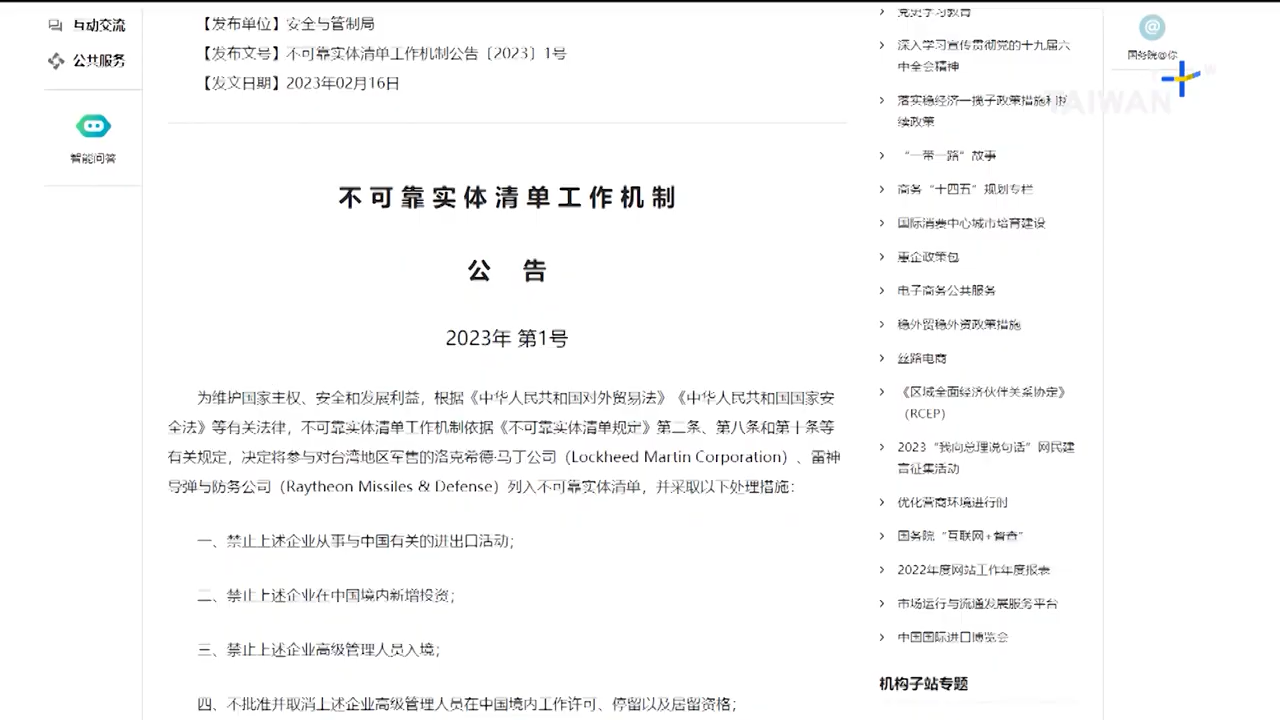 互动交流
公共服务
智能问答
【发布单位】安全与管制局
【发布文号】不可靠实体清单工作机制公告〔2023〕1号
【发文日期】2023年02月16日
不可靠实体清单工作机制
公 告
2023年 第1号
为维护国家主权、安全和发展利益，根据《中华人民共和国对外贸易法》《中华人民共和国国家安
全法》等有关法律，不可靠实体清单工作机制依据《不可靠实体清单规定》第二条、第八条和第十条等
有关规定，决定将参与对台湾地区军售的洛克希德·马丁公司（Lockheed Martin Corporation）、雷神
导弹与防务公司（Raytheon Missiles & Defense）列入不可靠实体清单，并采取以下处理措施：
一、禁止上述企业从事与中国有关的进出口活动；
二、禁止上述企业在中国境内新增投资；
三、禁止上述企业高级管理人员入境；
四、不批准并取消上述企业高级管理人员在中国境内工作许可、停留以及居留资格；
党史学习教育
深入学习宣传贯彻党的十九届六
中全会精神
落实稳经济一揽子政策措施和接
续政策
“一带一路”故事
商务“十四五”规划专栏
国际消费中心城市培育建设
惠企政策包
电子商务公共服务
稳外贸稳外资政策措施
丝路电商
《区域全面经济伙伴关系协定》
（RCEP）
2023“我向总理说句话”网民建
言征集活动
优化营商环境进行时
国务院“互联网+督查”
2022年度网站工作年度报表
市场运行与流通发展服务平台
中国国际进口博览会
机构子站专题
国务院@你
TAIWAN